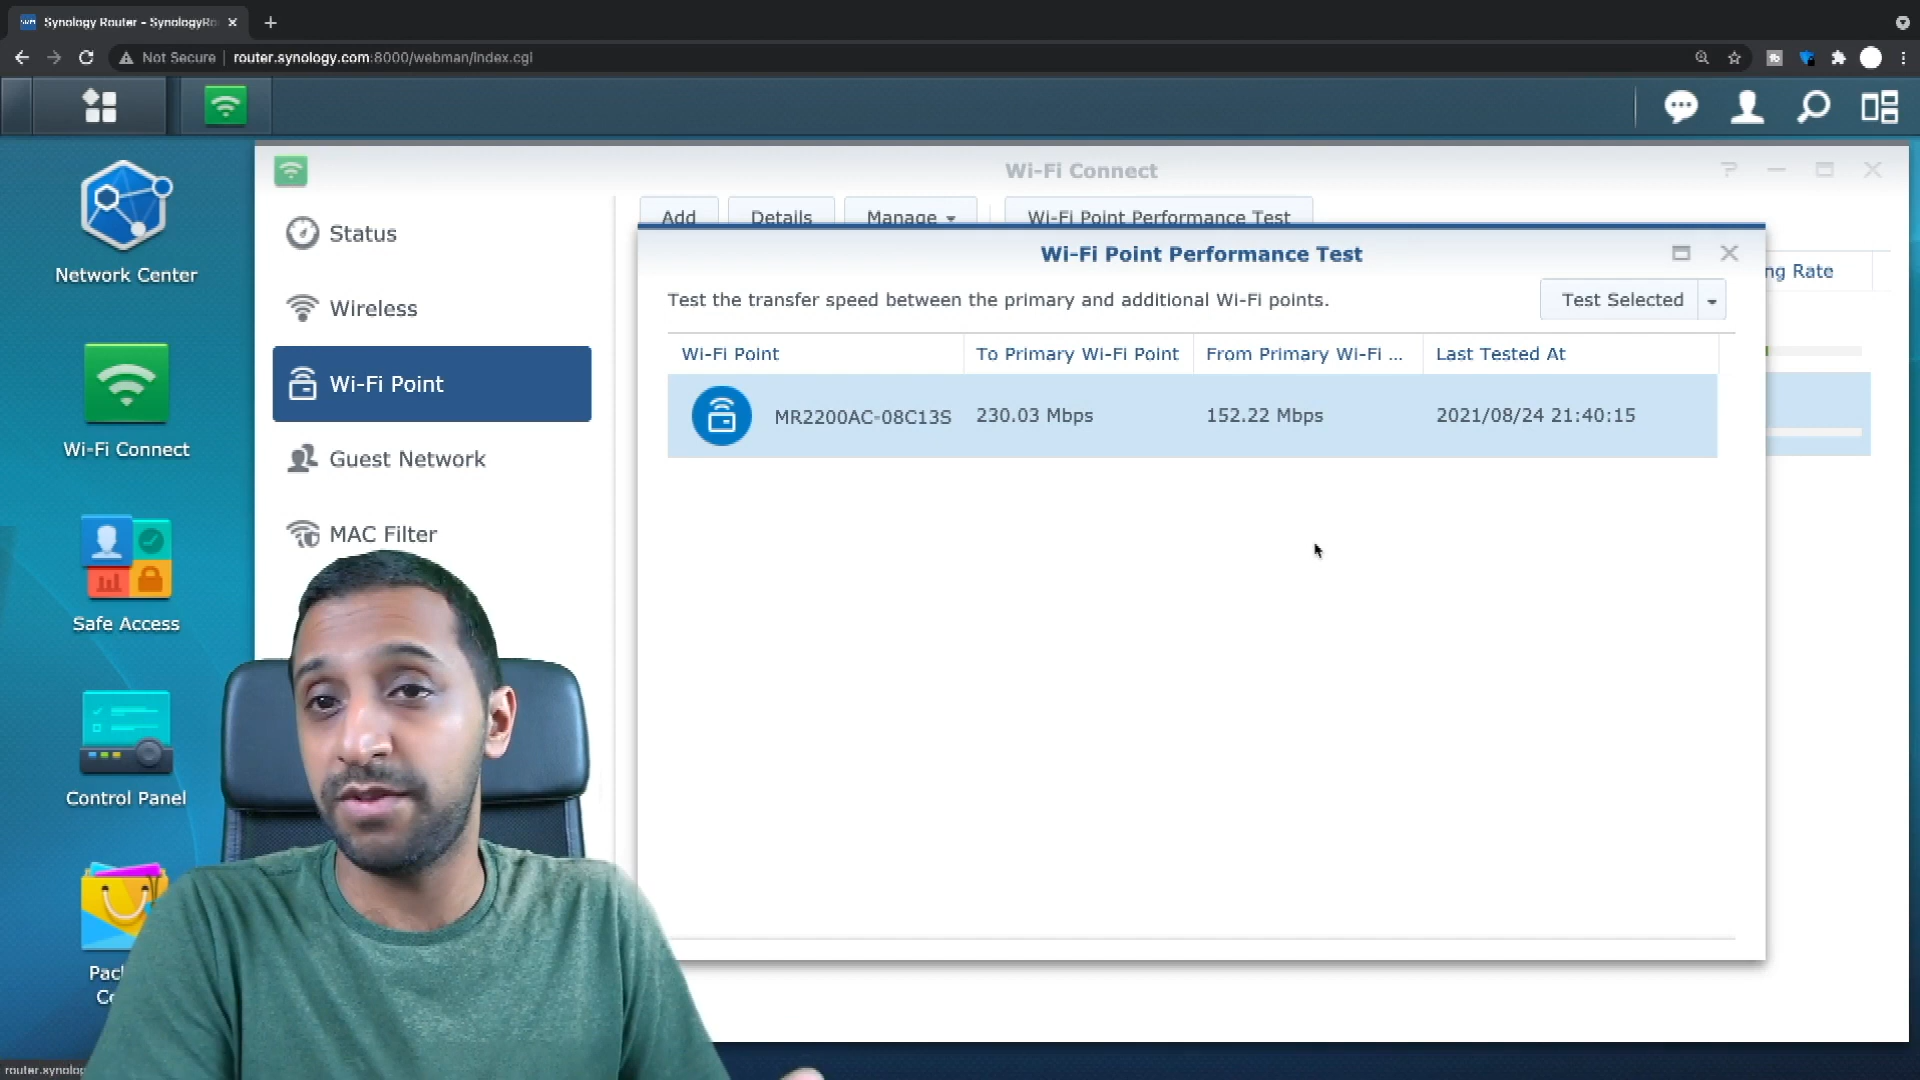 Synology Router - SynologyRo
Not Secure | router.synology.com:8000/webman/index.cgi
Wi-Fi Connect
Network Center
Wi-Fi Connect
Safe Access
Control Panel
Status
Wireless
Wi-Fi Point
Guest Network
MAC Filter
Add
Details
Manage
Wi-Fi Point Performance Test
ng Rate
Wi-Fi Point Performance Test
Test the transfer speed between the primary and additional Wi-Fi points.
Test Selected
Wi-Fi Point
To Primary Wi-Fi Point
From Primary Wi-Fi ...
Last Tested At
MR2200AC-08C13S
230.03 Mbps
152.22 Mbps
2021/08/24 21:40:15
router.synolog